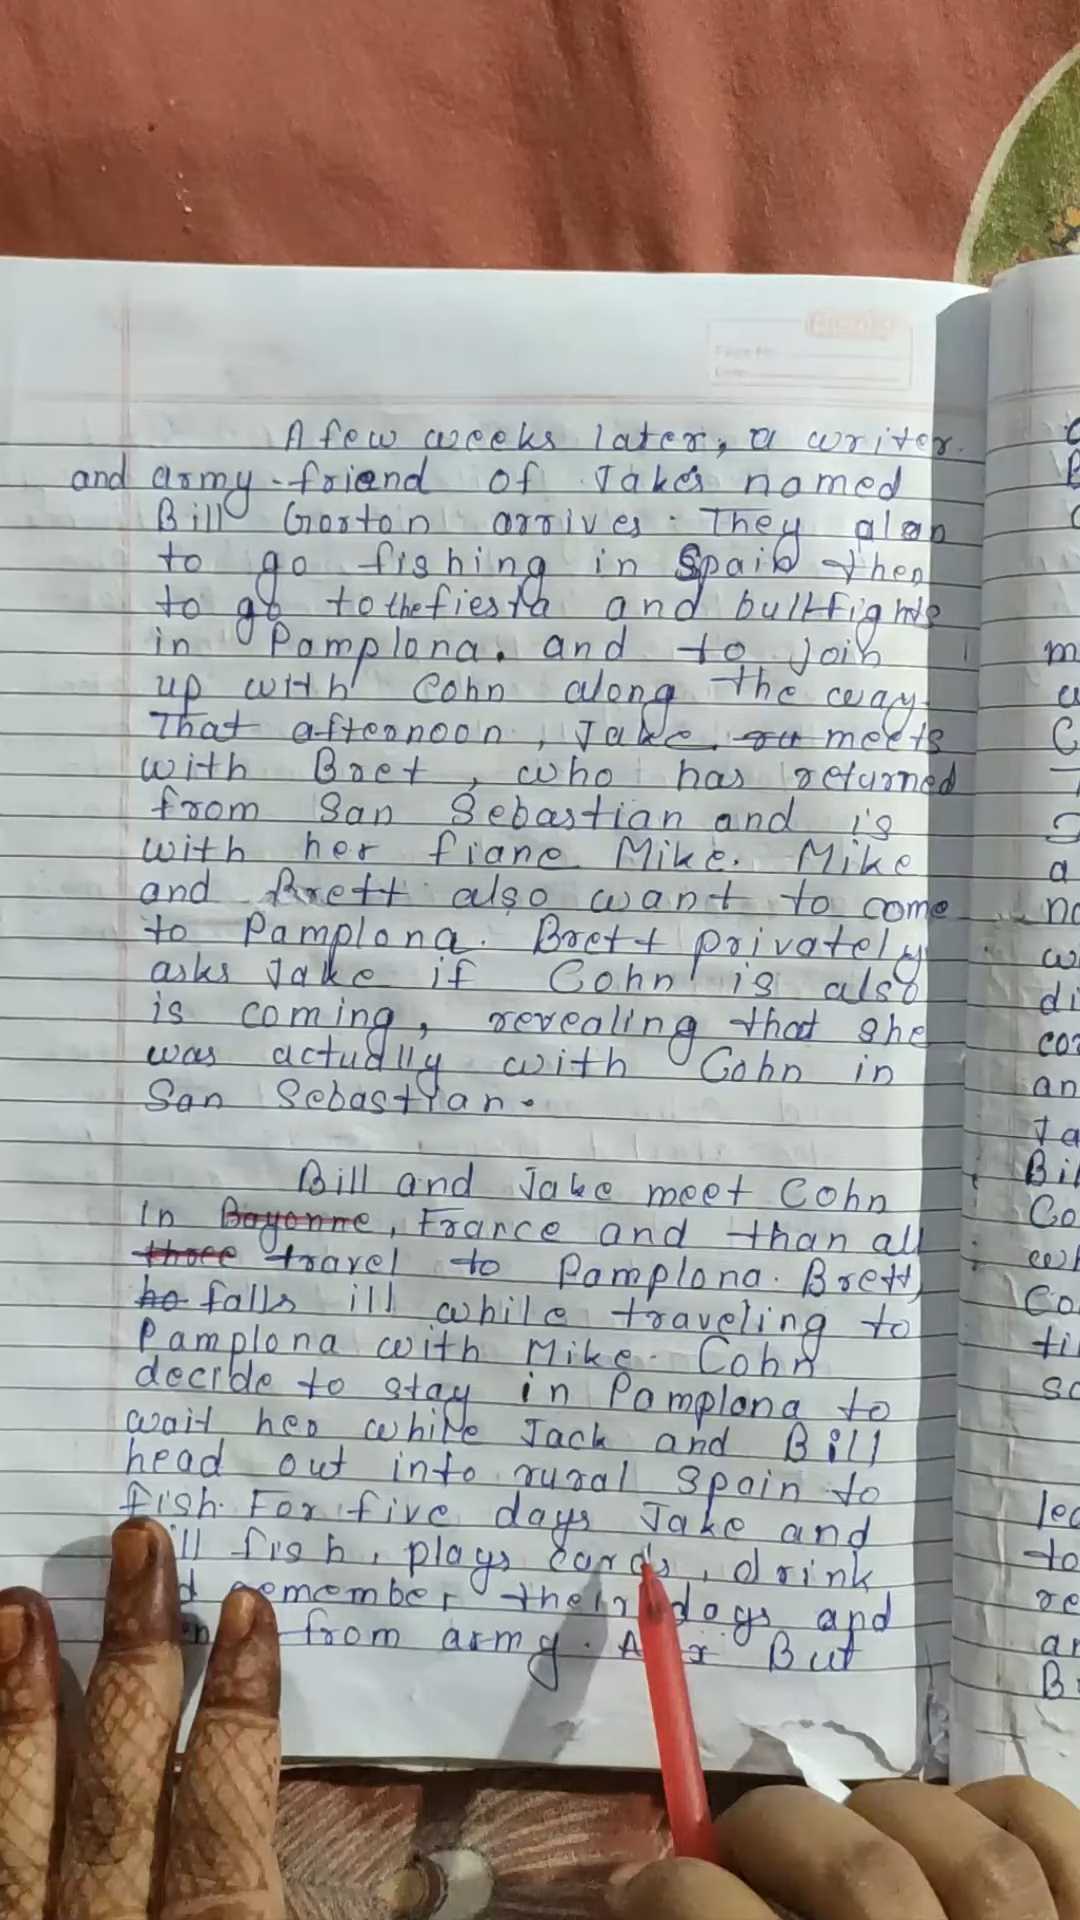 A few weeks later, a writer
and army friend of Jake's named
Bill Gorton arrives. They plan
to go fishing in Spain then
to go to the fiesta and bullfights
in Pamplona. and to join
up with Cohn along the way.
That afternoon, Jake meets
with Bret, who has returned
from San Sebastian and is
with her fiane Mike. Mike
and Brett also want to come
to Pamplona. Brett privately
asks Jake if Cohn is also
is coming, revealing that she
was actually with Cohn in
San Sebastian.
Bill and Jake meet Cohn
In Bayonne, France and than all
three travel to Pamplona. Brett,
he falls ill while traveling to
Pamplona with Mike. Cohn
decide to stay in Pamplona to
wait her while Jack and Bill
head out into rural Spain to
fish. For five days Jake and
fish, plays cards, drink
remember their days and
from army. But